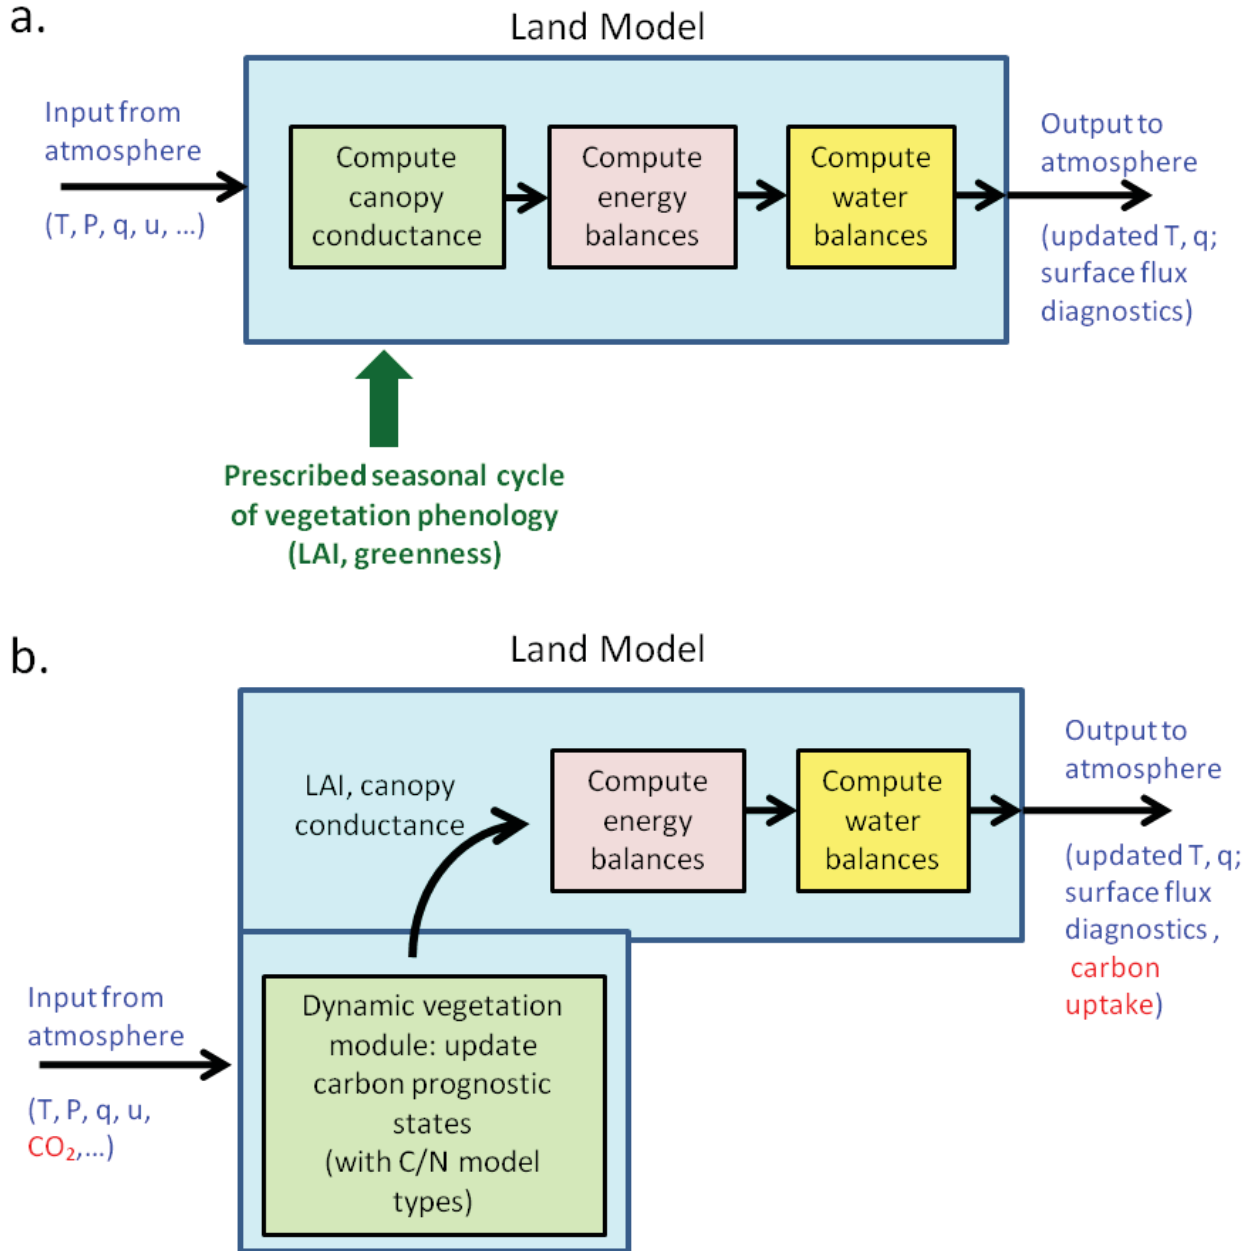 a.
Land Model
Input from
atmosphere
(T, P, q, u, ...)
Compute
canopy
conductance
Compute
energy
balances
Compute
water
balances
Output to
atmosphere
(updated T, q;
surface flux
diagnostics)
Prescribed seasonal cycle
of vegetation phenology
(LAI, greenness)
b.
Land Model
LAI, canopy
conductance
Compute
energy
balances
Compute
water
balances
Output to
atmosphere
(updated T, q;
surface flux
diagnostics ,
carbon
uptake)
Input from
atmosphere
(T, P, q, u,
CO₂,...)
Dynamic vegetation
module: update
carbon prognostic
states
(with C/N model
types)